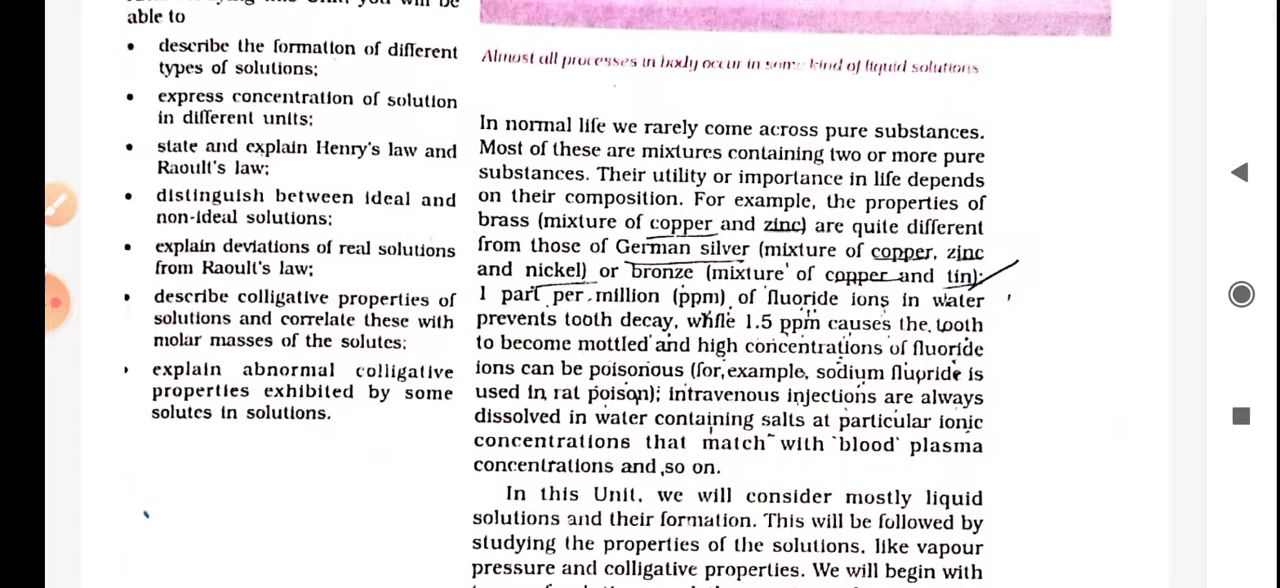 able to
• describe the formation of different
types of solutions;
• express concentration of solution
in different units;
• state and explain Henry's law and
Raoult's law;
• distinguish between ideal and
non-ideal solutions;
• explain deviations of real solutions
from Raoult's law;
• describe colligative properties of
solutions and correlate these with
molar masses of the solutes;
• explain abnormal colligative
properties exhibited by some
solutes in solutions.
Almost all processes in body occur in some kind of liquid solutions
In normal life we rarely come across pure substances.
Most of these are mixtures containing two or more pure
substances. Their utility or importance in life depends
on their composition. For example, the properties of
brass (mixture of copper and zinc) are quite different
from those of German silver (mixture of copper, zinc
and nickel) or bronze (mixture of copper and tin);
1 part per million (ppm) of fluoride ions in water
prevents tooth decay, while 1.5 ppm causes the tooth
to become mottled and high concentrations of fluoride
ions can be poisonous (for example, sodium fluoride is
used in rat poison); intravenous injections are always
dissolved in water containing salts at particular ionic
concentrations that match with blood plasma
concentrations and so on.
In this Unit, we will consider mostly liquid
solutions and their formation. This will be followed by
studying the properties of the solutions, like vapour
pressure and colligative properties. We will begin with